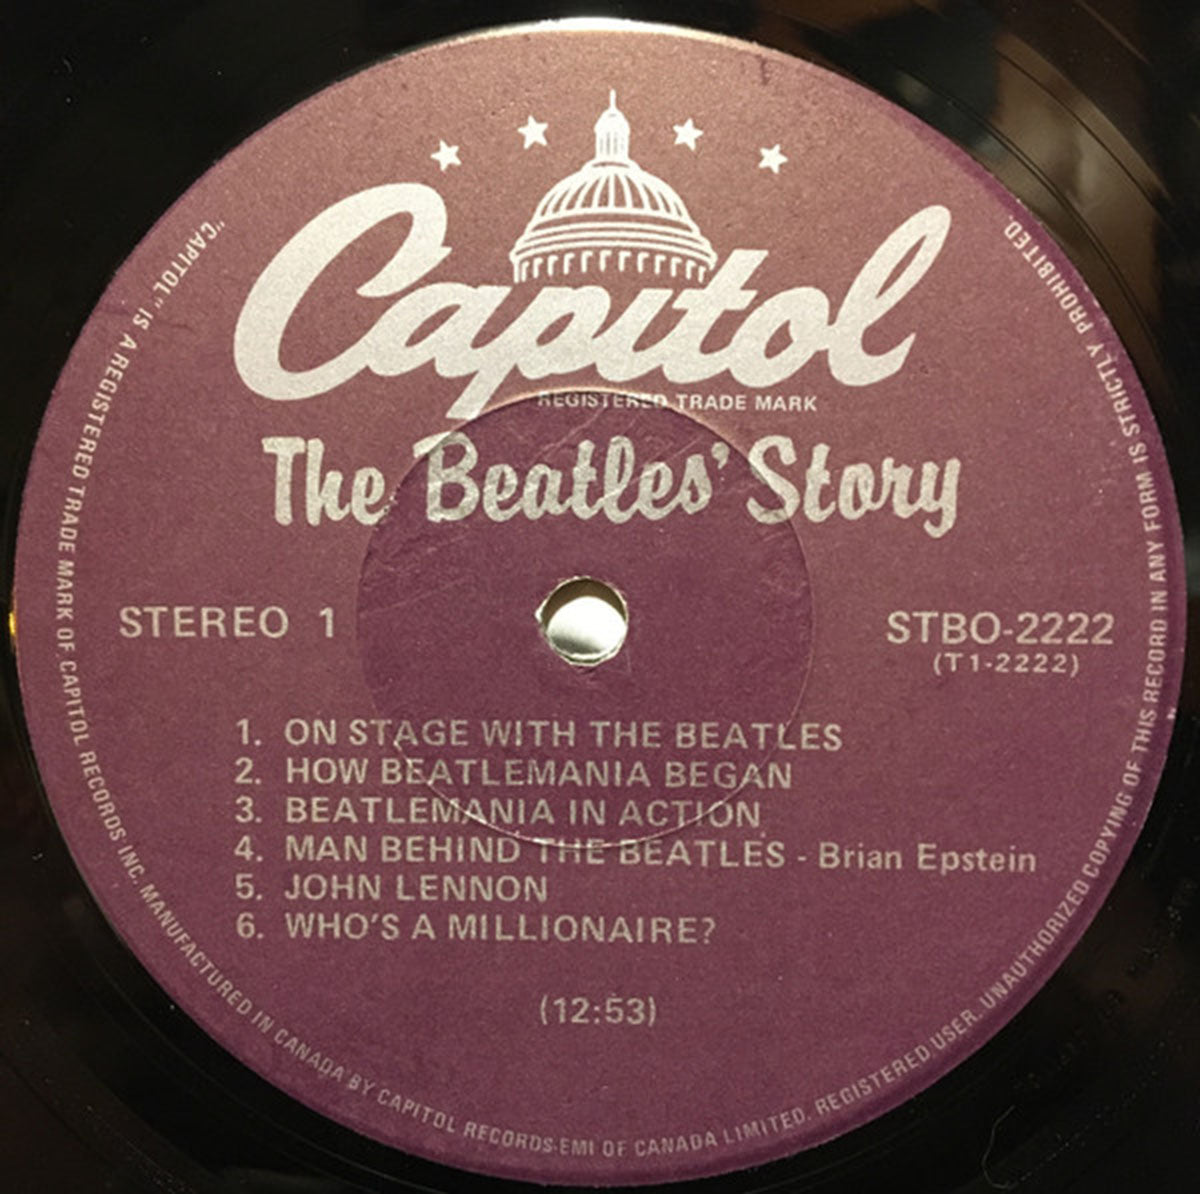 Capitol
REGISTERED TRADE MARK
The Beatles' Story
STEREO 1
STBO-2222
(T1-2222)
1. ON STAGE WITH THE BEATLES
2. HOW BEATLEMANIA BEGAN
3. BEATLEMANIA IN ACTION
4. MAN BEHIND THE BEATLES - Brian Epstein
5. JOHN LENNON
6. WHO'S A MILLIONAIRE?
(12:53)
"CAPITOL" IS A REGISTERED TRADE MARK OF CAPITOL RECORDS INC. MANUFACTURED IN CANADA BY CAPITOL RECORDS-EMI OF CANADA LIMITED. REGISTERED USER. UNAUTHORIZED COPYING OF THIS RECORD IN ANY FORM IS STRICTLY PROHIBITED.